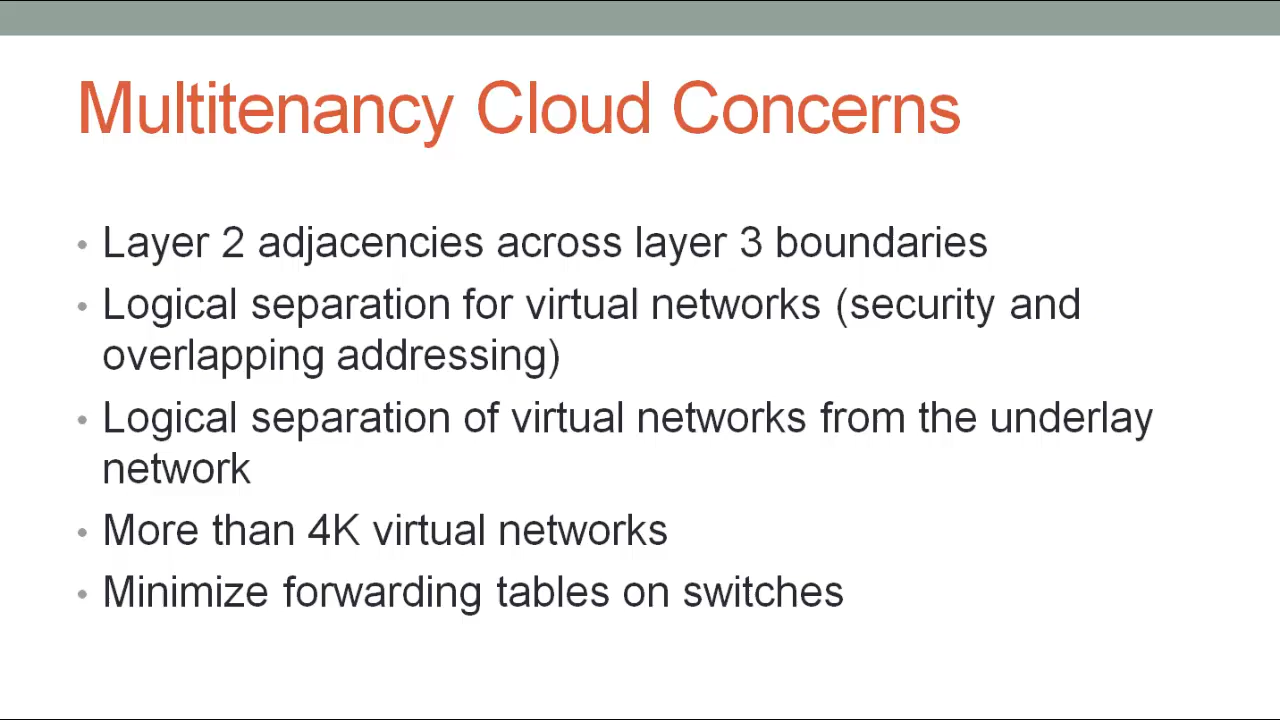 Multitenancy Cloud Concerns
• Layer 2 adjacencies across layer 3 boundaries
• Logical separation for virtual networks (security and
overlapping addressing)
• Logical separation of virtual networks from the underlay
network
• More than 4K virtual networks
• Minimize forwarding tables on switches